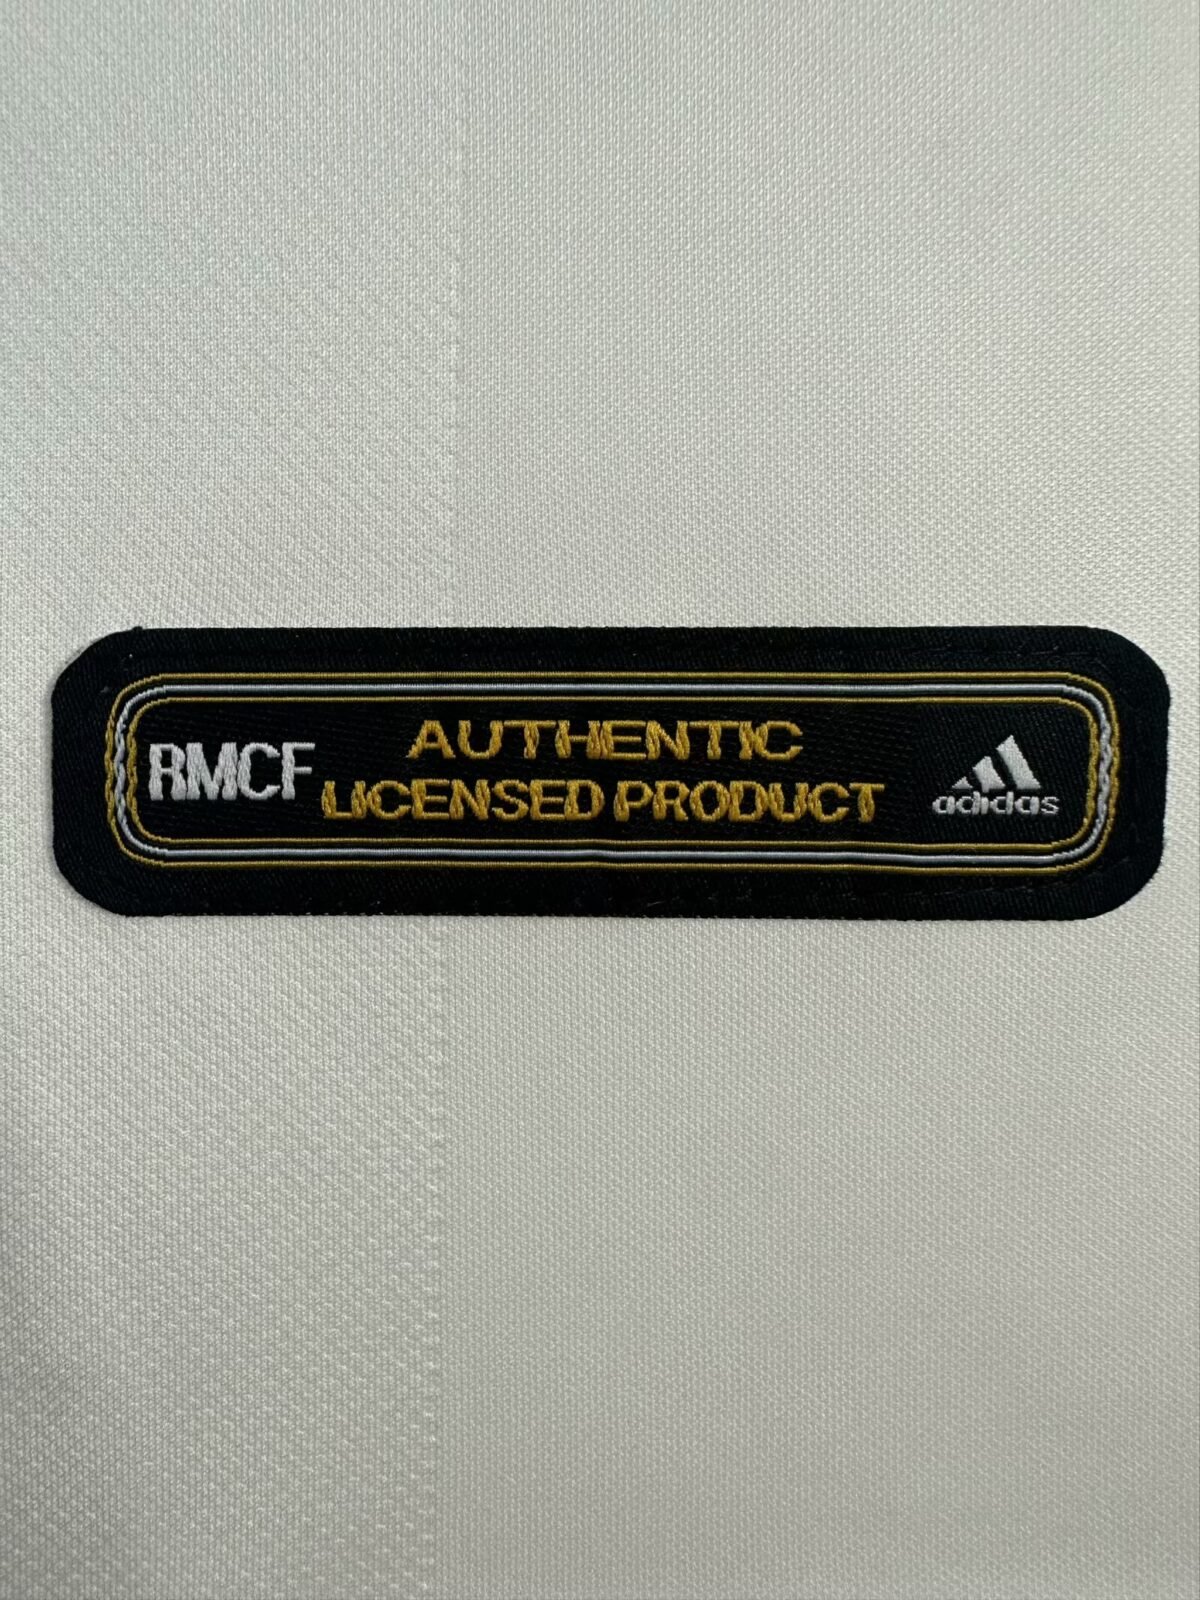 RMCF
AUTHENTIC
LICENSED PRODUCT
adidas